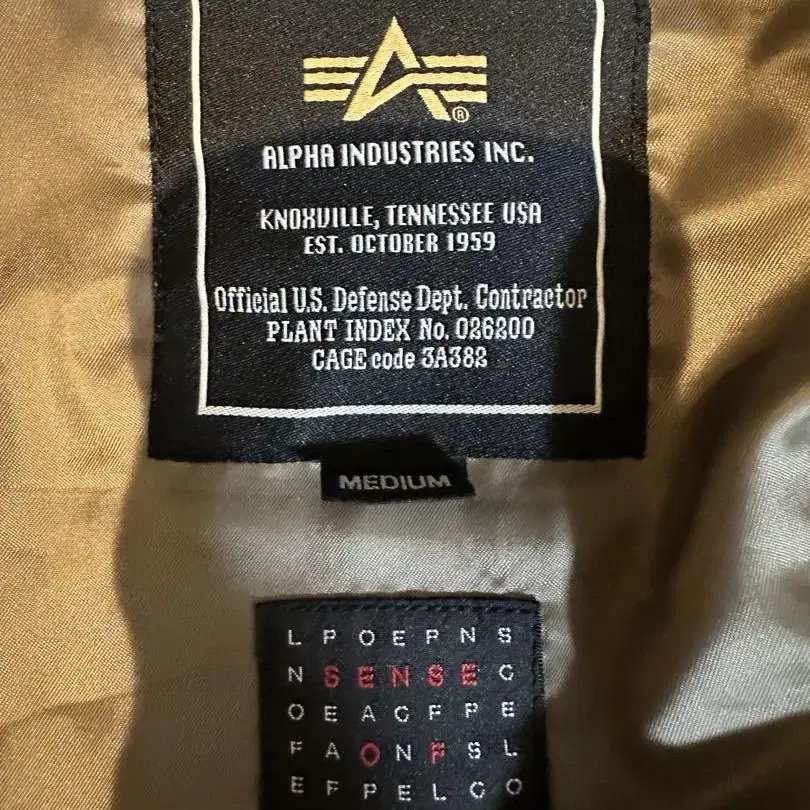 ®
ALPHA INDUSTRIES INC.
KNOXVILLE, TENNESSEE USA
EST. OCTOBER 1959
Official U.S. Defense Dept. Contractor
PLANT INDEX No. 026200
CAGE code 3A382
MEDIUM
L P O E P N S
N S E N S E C
O E A C F P E
F A O N F S L
E F P E L C O